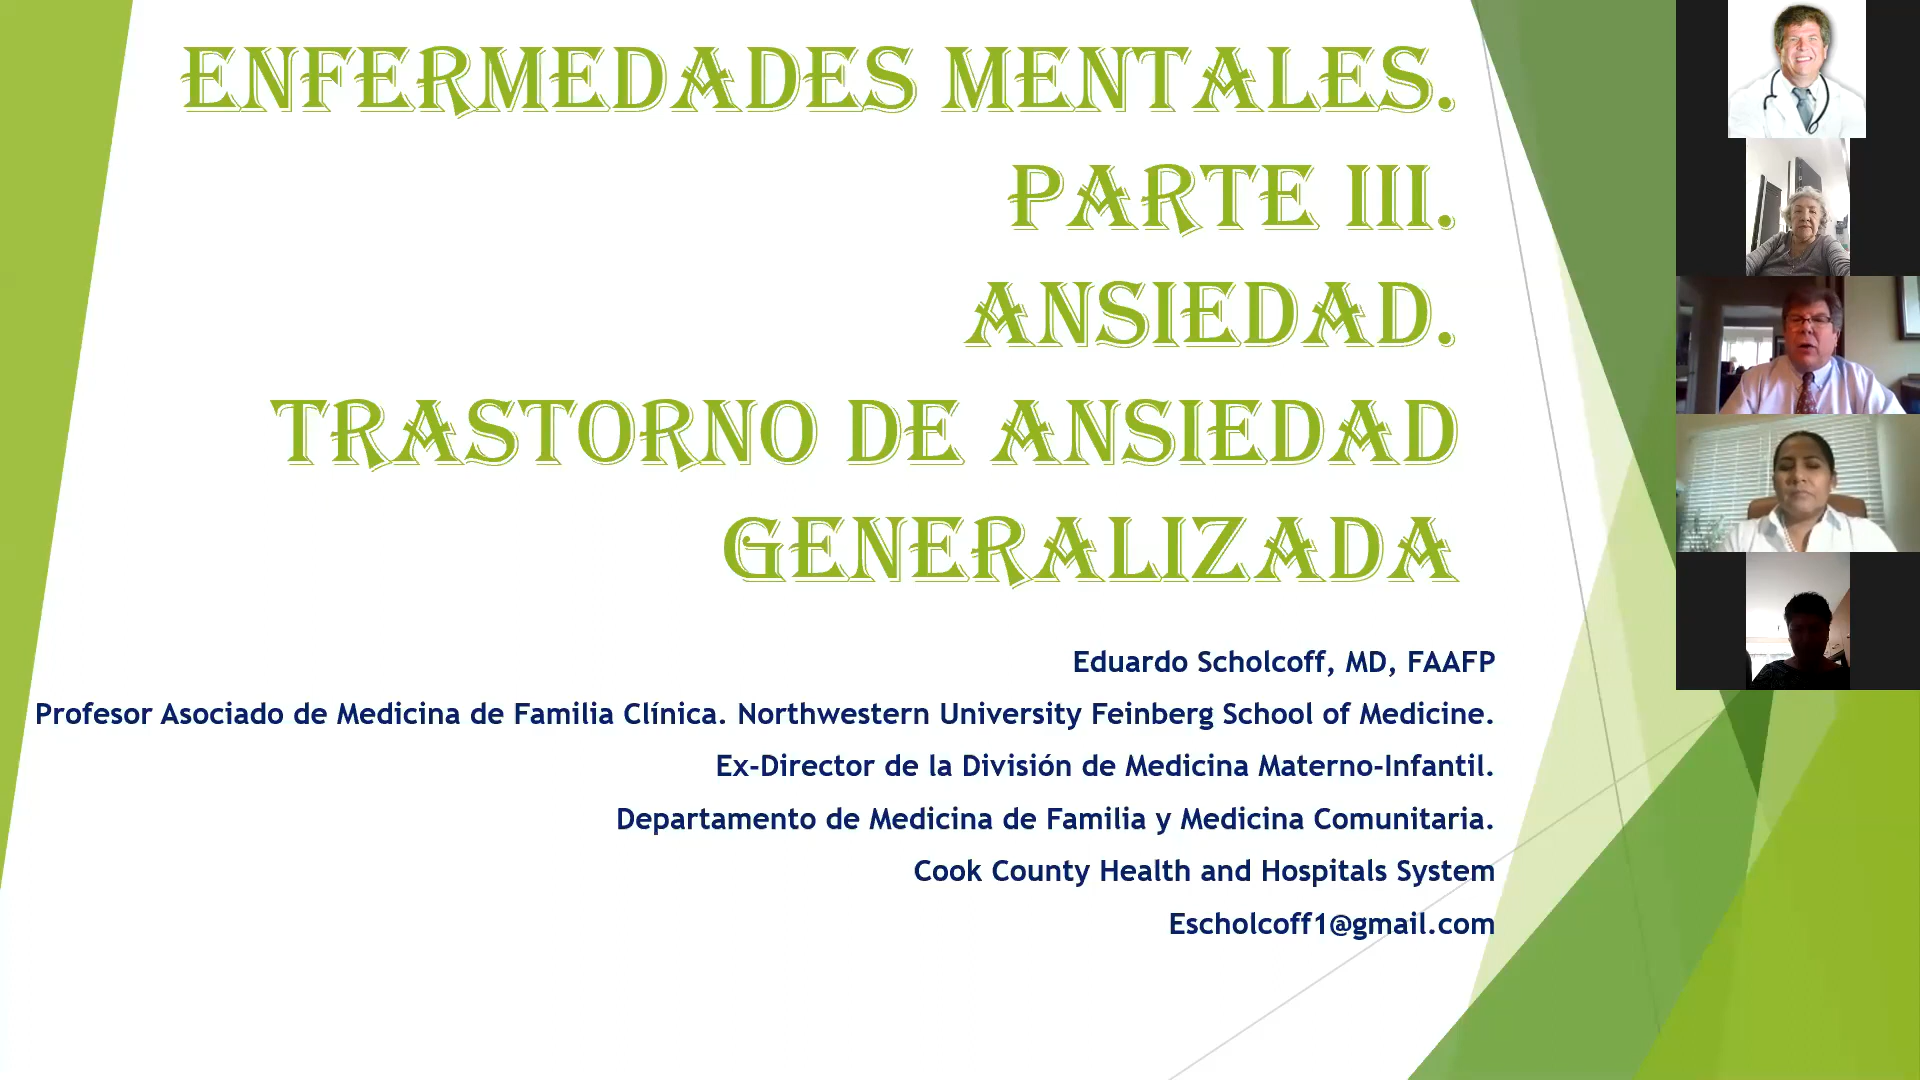 ENFERMEDADES MENTALES.
PARTE III.
ANSIEDAD.
TRASTORNO DE ANSIEDAD
GENERALIZADA
Eduardo Scholcoff, MD, FAAFP
Profesor Asociado de Medicina de Familia Clínica. Northwestern University Feinberg School of Medicine.
Ex-Director de la División de Medicina Materno-Infantil.
Departamento de Medicina de Familia y Medicina Comunitaria.
Cook County Health and Hospitals System
Escholcoff1@gmail.com